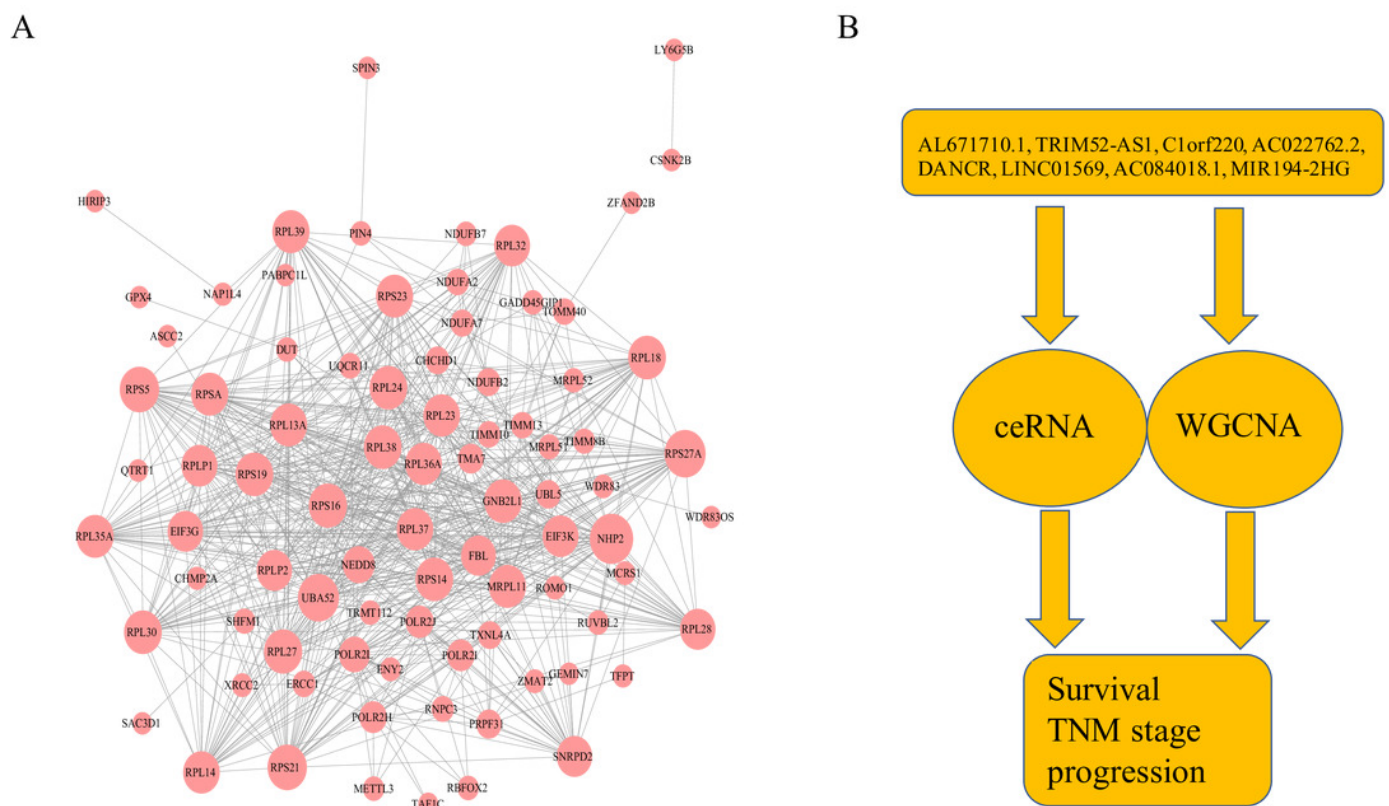 A
B
LY6G5B
SPIN3
CSNK2B
HIRIP3
ZFAND2B
RPL39
PIN4
NDUFB7
RPL32
PABPC1L
NDUFA2
GPX4
NAP1L4
RPS23
GADD45GIP1
TOMM40
NDUFA7
ASCC2
DUT
UQCR11
CHCHD1
RPL18
RPS5
RPSA
RPL24
NDUFB2
MRPL52
RPL13A
RPL23
TIMM13
TIMM10
TIMM8B
RPL38
MRPL51
RPS27A
QTRT1
RPLP1
RPS19
RPL36A
TMA7
WDR83
RPS16
GNB2L1
UBL5
WDR83OS
RPL35A
EIF3G
RPL37
EIF3K
NHP2
CHMP2A
RPLP2
NEDD8
FBL
RPS14
MRPL11
ROMO1
MCRS1
UBA52
TRMT112
SHFM1
POLR2J
RUVBL2
RPL30
TXNL4A
RPL28
RPL27
POLR2L
ENY2
POLR2I
XRCC2
ERCC1
ZMAT2
GEMIN7
TFPT
SAC3D1
POLR2H
RNPC3
PRPF31
RPL14
RPS21
SNRPD2
METTL3
RBFOX2
TAF1C
AL671710.1, TRIM52-AS1, C1orf220, AC022762.2,
DANCR, LINC01569, AC084018.1, MIR194-2HG
ceRNA
WGCNA
Survival
TNM stage
progression